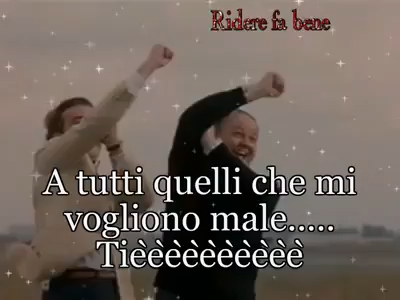 Ridere fa bene
A tutti quelli che mi
vogliono male.....
Tièèèèèèèèèè